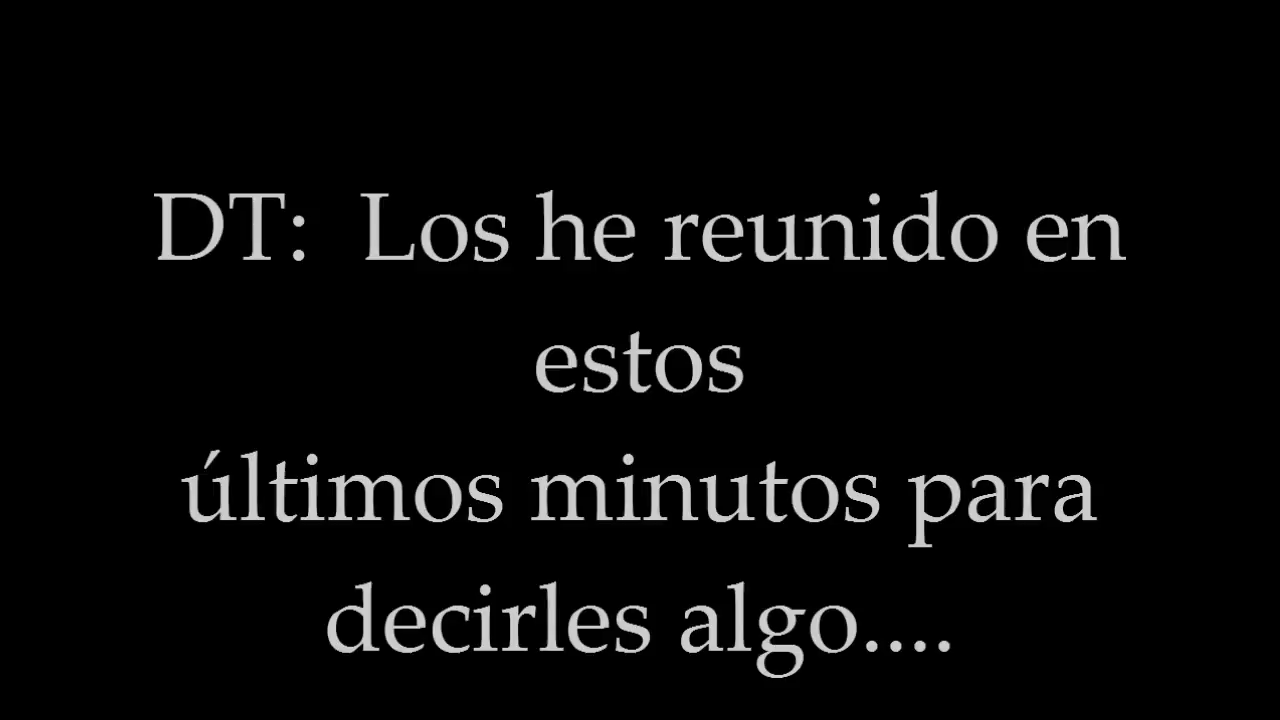 DT:  Los he reunido en
estos
últimos minutos para
decirles algo....